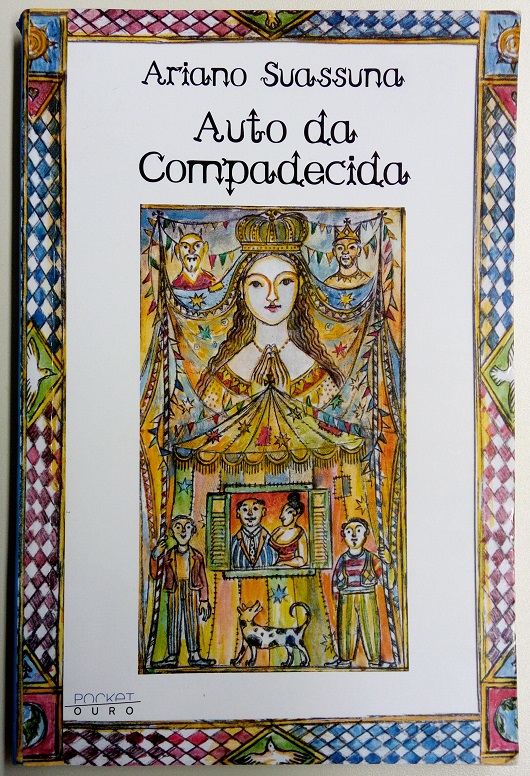 Ariano Suassuna
Auto da
Compadecida
POCKET
OURO